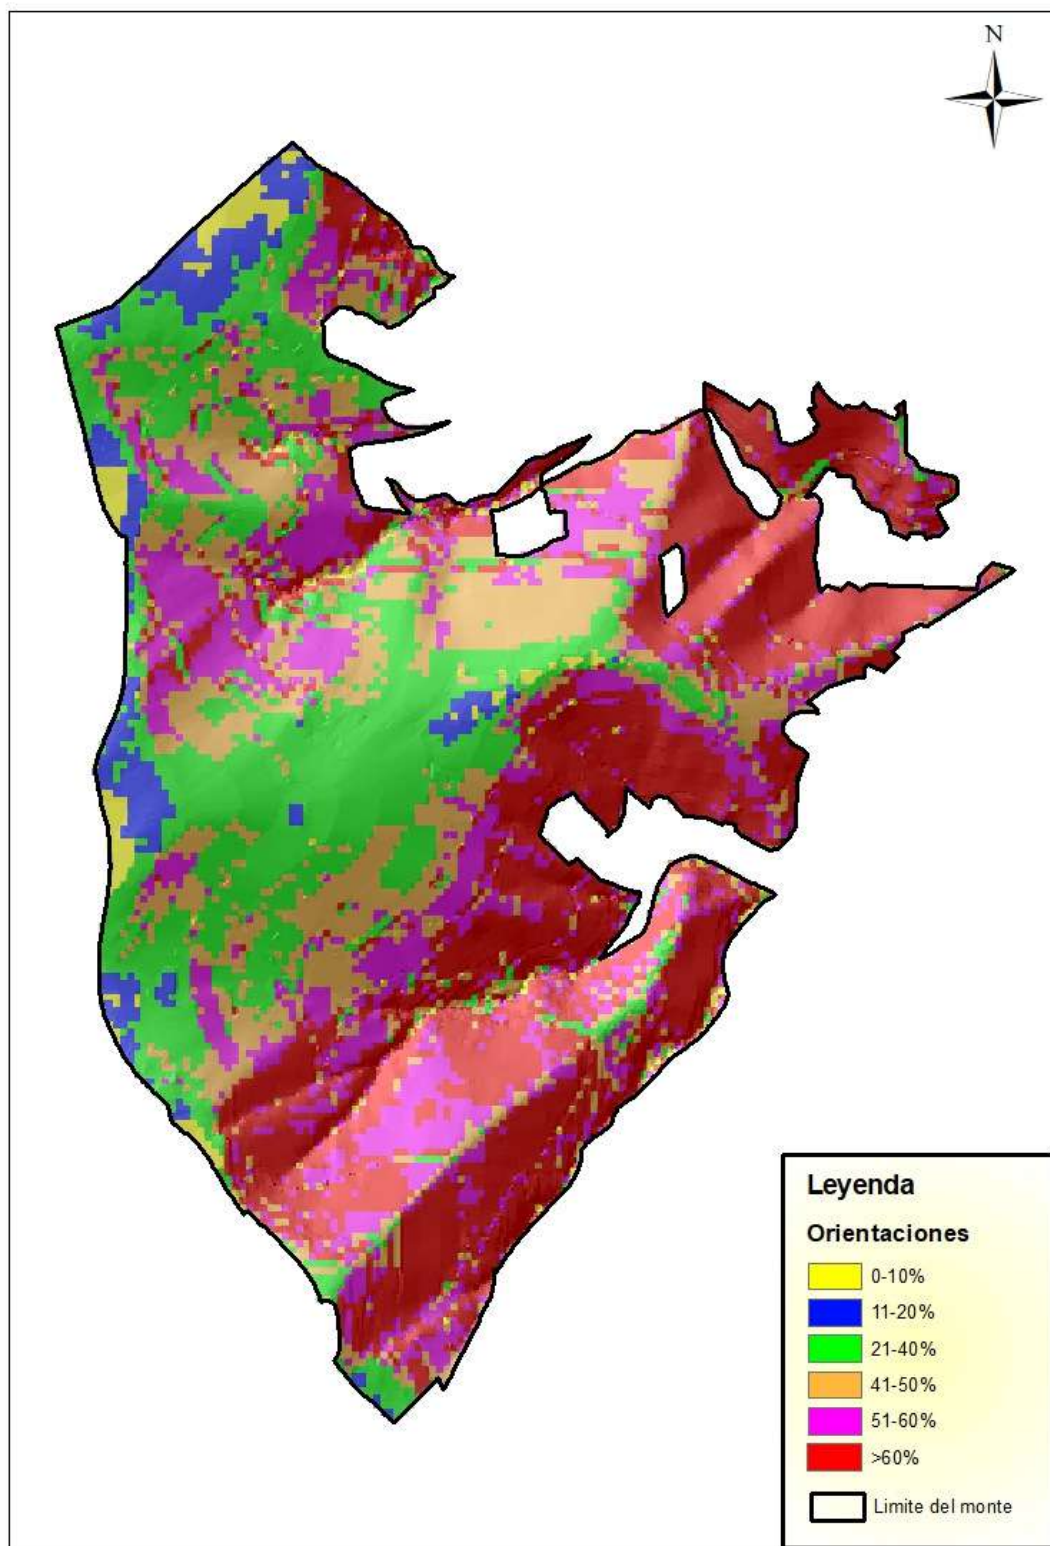 N
Leyenda
Orientaciones
0-10%
11-20%
21-40%
41-50%
51-60%
>60%
Limite del monte